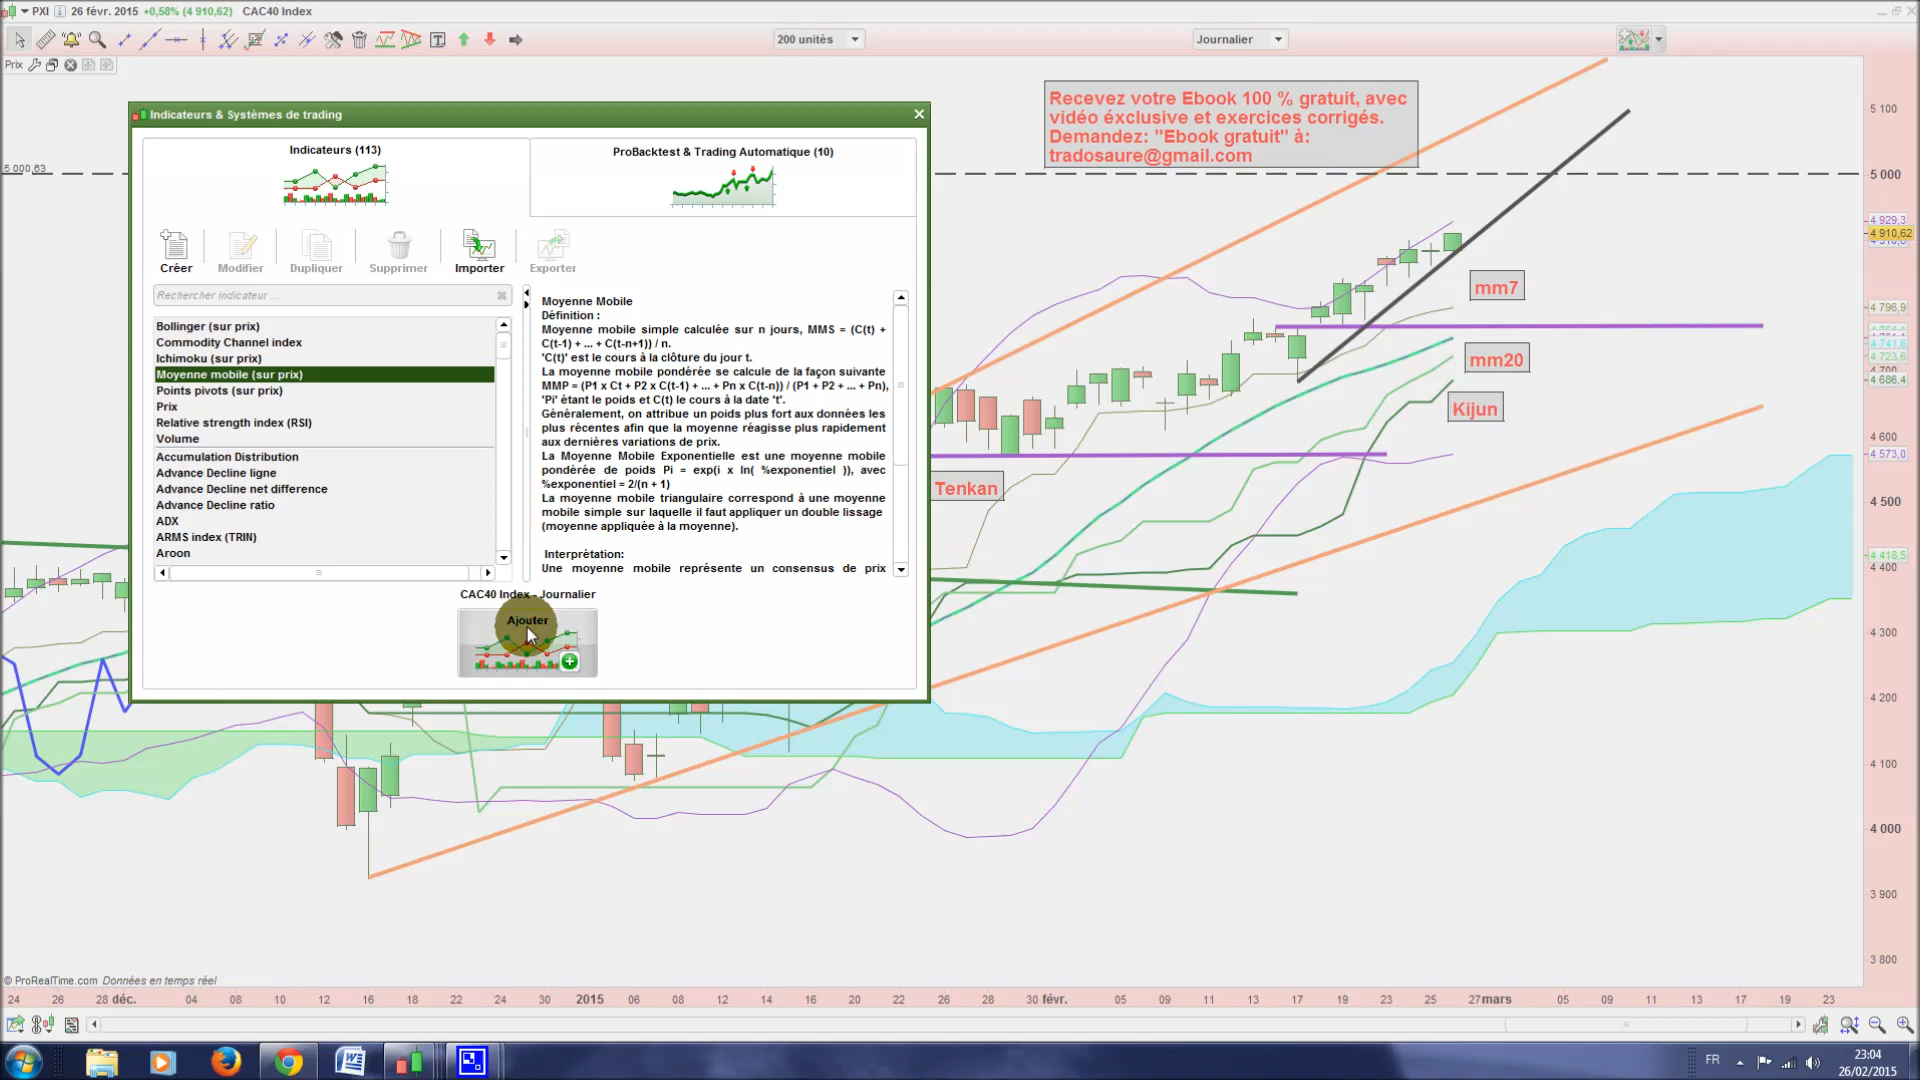 PXI 26 févr. 2015 +0,58% (4 910,62) CAC40 Index
200 unités
Journalier
Prix
Recevez votre Ebook 100 % gratuit, avec
vidéo éxclusive et exercices corrigés.
Demandez: "Ebook gratuit" à:
tradosaure@gmail.com
Indicateurs & Systèmes de trading
Indicateurs (113)
ProBacktest & Trading Automatique (10)
Créer
Modifier
Dupliquer
Supprimer
Importer
Exporter
Rechercher indicateur ...
Bollinger (sur prix)
Commodity Channel index
Ichimoku (sur prix)
Moyenne mobile (sur prix)
Points pivots (sur prix)
Prix
Relative strength index (RSI)
Volume
Accumulation Distribution
Advance Decline ligne
Advance Decline net difference
Advance Decline ratio
ADX
ARMS index (TRIN)
Aroon
Moyenne Mobile
Définition :
Moyenne mobile simple calculée sur n jours, MMS = (C(t) +
C(t-1) + ... + C(t-n+1)) / n.
'C(t)' est le cours à la clôture du jour t.
La moyenne mobile pondérée se calcule de la façon suivante
MMP = (P1 x Ct + P2 x C(t-1) + ... + Pn x C(t-n)) / (P1 + P2 + ... + Pn),
'Pi' étant le poids et C(t) le cours à la date 't'.
Généralement, on attribue un poids plus fort aux données les
plus récentes afin que la moyenne réagisse plus rapidement
aux dernières variations de prix.
La Moyenne Mobile Exponentielle est une moyenne mobile
pondérée de poids Pi = exp(i x ln( %exponentiel )), avec
%exponentiel = 2/(n + 1)
La moyenne mobile triangulaire correspond à une moyenne
mobile simple sur laquelle il faut appliquer un double lissage
(moyenne appliquée à la moyenne).
Interprétation:
Une moyenne mobile représente un consensus de prix
CAC40 Index - Journalier
Ajouter
5 000,63
mm7
mm20
Kijun
Tenkan
5 100
5 000
4 929,3
4 910,62
4 796,9
4 741,6
4 723,6
4 686,4
4 600
4 573,0
4 500
4 418,5
4 400
4 300
4 200
4 100
4 000
3 900
3 800
© ProRealTime.com Données en temps réel
24 26 28 déc. 04 08 10 12 16 18 22 24 30 2015 06 08 12 14 16 20 22 26 28 30 févr. 05 09 11 13 17 19 23 25 27 mars 05 09 11 13 17 19 23
FR
23:04
26/02/2015